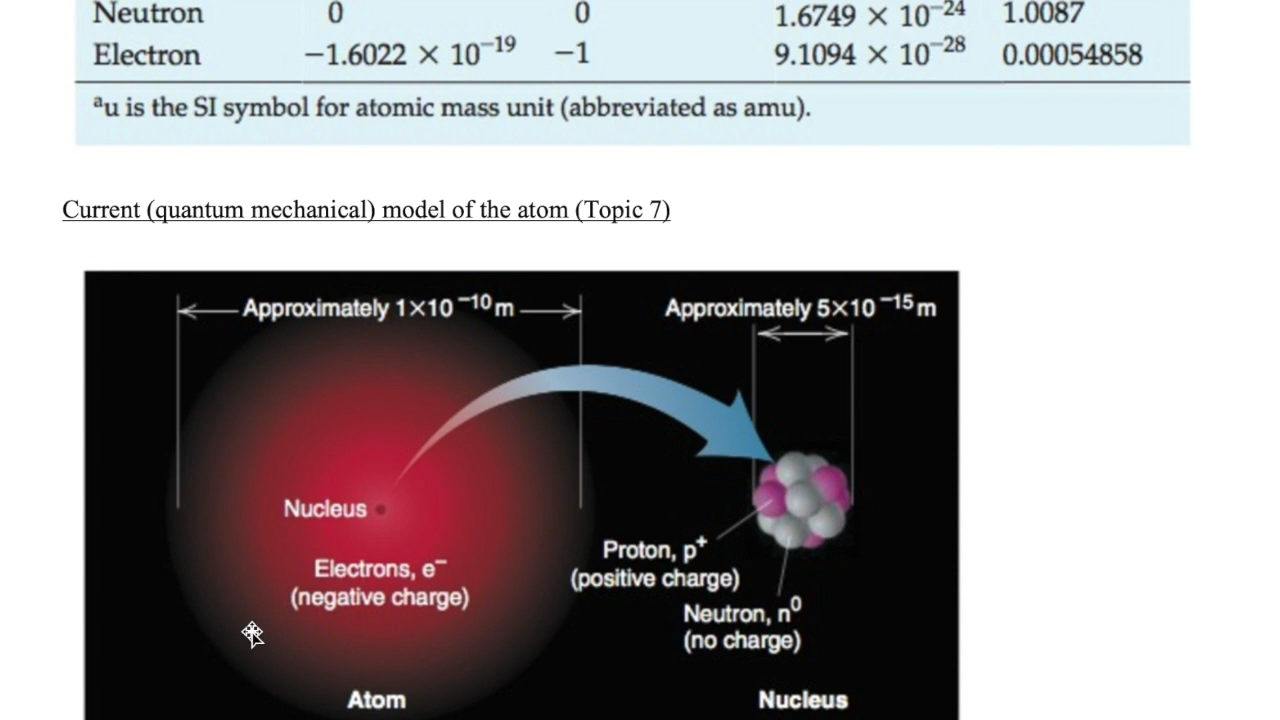 Neutron 0 0 1.6749 × 10⁻²⁴ 1.0087
Electron −1.6022 × 10⁻¹⁹ −1 9.1094 × 10⁻²⁸ 0.00054858
ᵃu is the SI symbol for atomic mass unit (abbreviated as amu).
Current (quantum mechanical) model of the atom (Topic 7)
Approximately 1×10⁻¹⁰ m
Approximately 5×10⁻¹⁵ m
Nucleus
Electrons, e⁻
(negative charge)
Proton, p⁺
(positive charge)
Neutron, n⁰
(no charge)
Atom
Nucleus